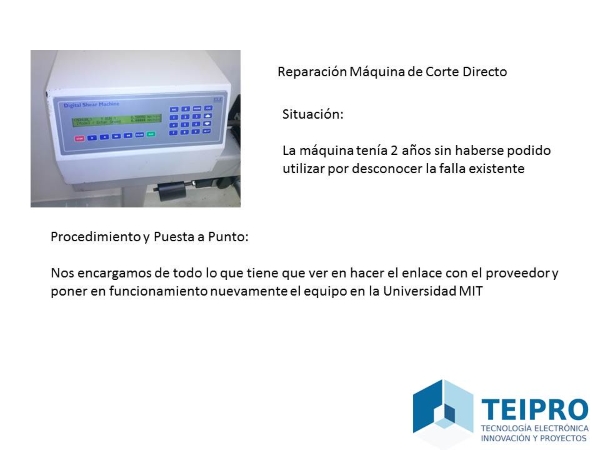 Digital Shear Machine
Reparación Máquina de Corte Directo
Situación:
La máquina tenía 2 años sin haberse podido
utilizar por desconocer la falla existente
Procedimiento y Puesta a Punto:
Nos encargamos de todo lo que tiene que ver en hacer el enlace con el proveedor y
poner en funcionamiento nuevamente el equipo en la Universidad MIT
TEIPRO
TECNOLOGÍA ELECTRÓNICA
INNOVACIÓN Y PROYECTOS